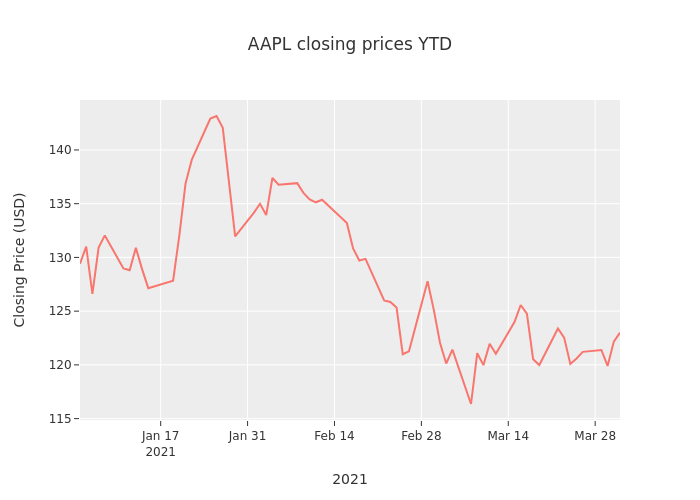 AAPL closing prices YTD
Closing Price (USD)
140
135
130
125
120
115
Jan 17
2021
Jan 31
Feb 14
Feb 28
Mar 14
Mar 28
2021